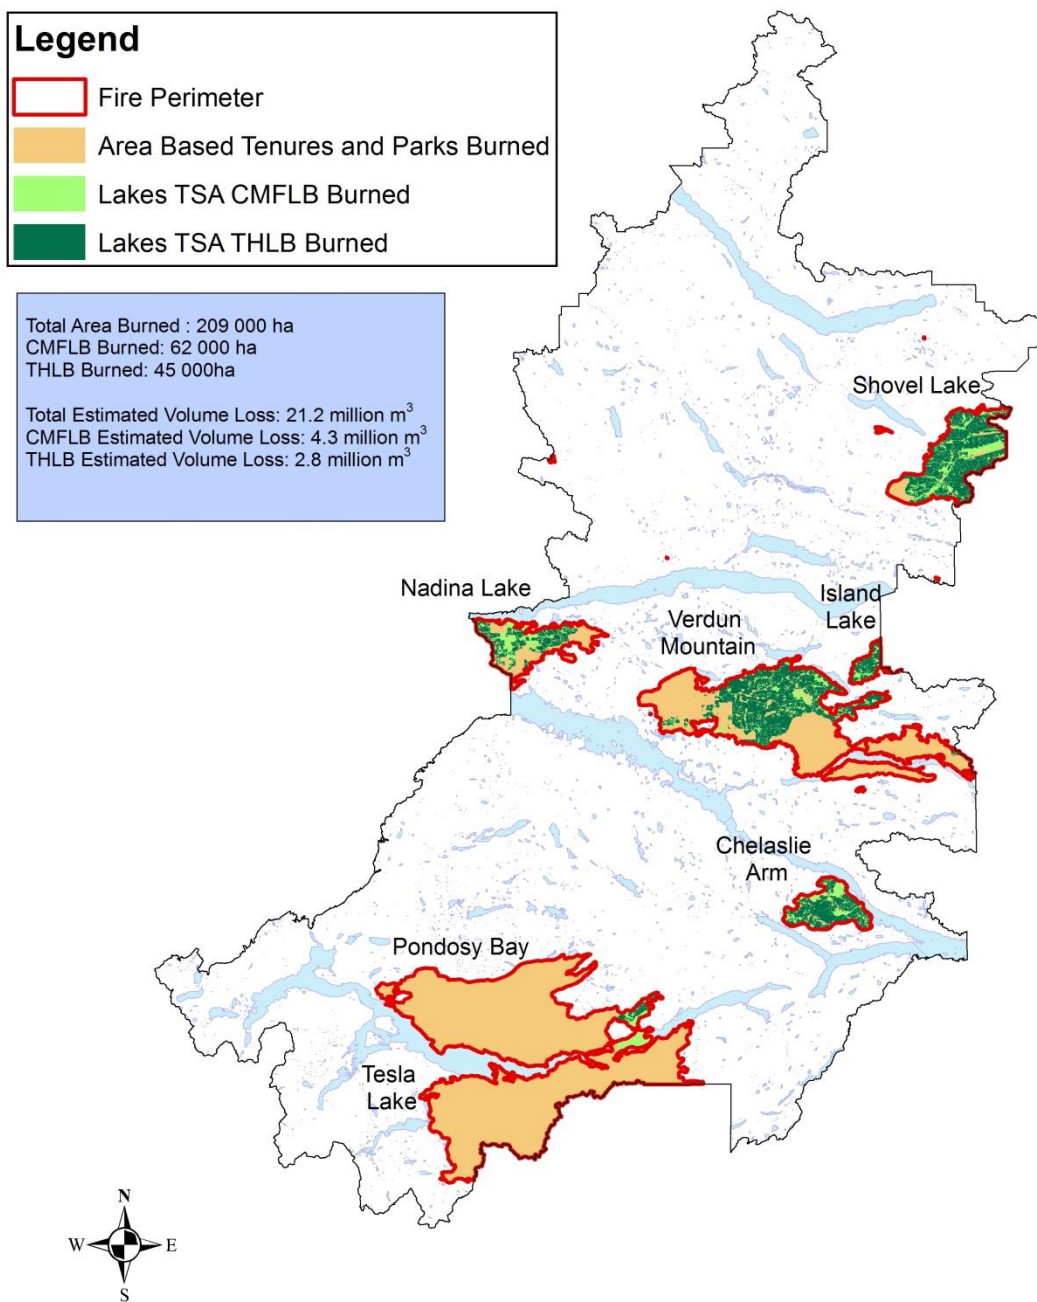 Legend
Fire Perimeter
Area Based Tenures and Parks Burned
Lakes TSA CMFLB Burned
Lakes TSA THLB Burned
Total Area Burned : 209 000 ha
CMFLB Burned: 62 000 ha
THLB Burned: 45 000ha
Total Estimated Volume Loss: 21.2 million m³
CMFLB Estimated Volume Loss: 4.3 million m³
THLB Estimated Volume Loss: 2.8 million m³
Shovel Lake
Nadina Lake
Verdun
Mountain
Island
Lake
Chelaslie
Arm
Pondosy Bay
Tesla
Lake
N
W
E
S